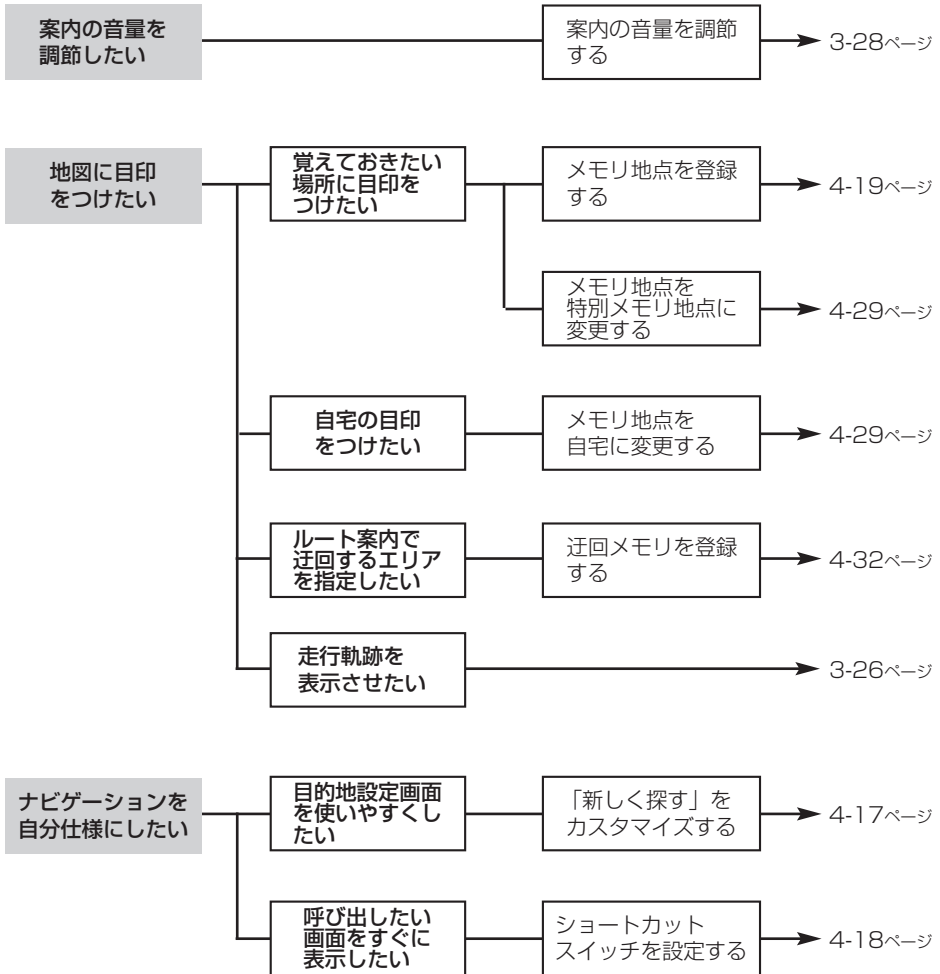 案内の音量を
調節したい
案内の音量を調節
する
3-28ページ
地図に目印
をつけたい
覚えておきたい
場所に目印を
つけたい
メモリ地点を登録
する
4-19ページ
メモリ地点を
特別メモリ地点に
変更する
4-29ページ
自宅の目印
をつけたい
メモリ地点を
自宅に変更する
4-29ページ
ルート案内で
迂回するエリア
を指定したい
迂回メモリを登録
する
4-32ページ
走行軌跡を
表示させたい
3-26ページ
ナビゲーションを
自分仕様にしたい
目的地設定画面
を使いやすくし
たい
「新しく探す」を
カスタマイズする
4-17ページ
呼び出したい
画面をすぐに
表示したい
ショートカット
スイッチを設定する
4-18ページ